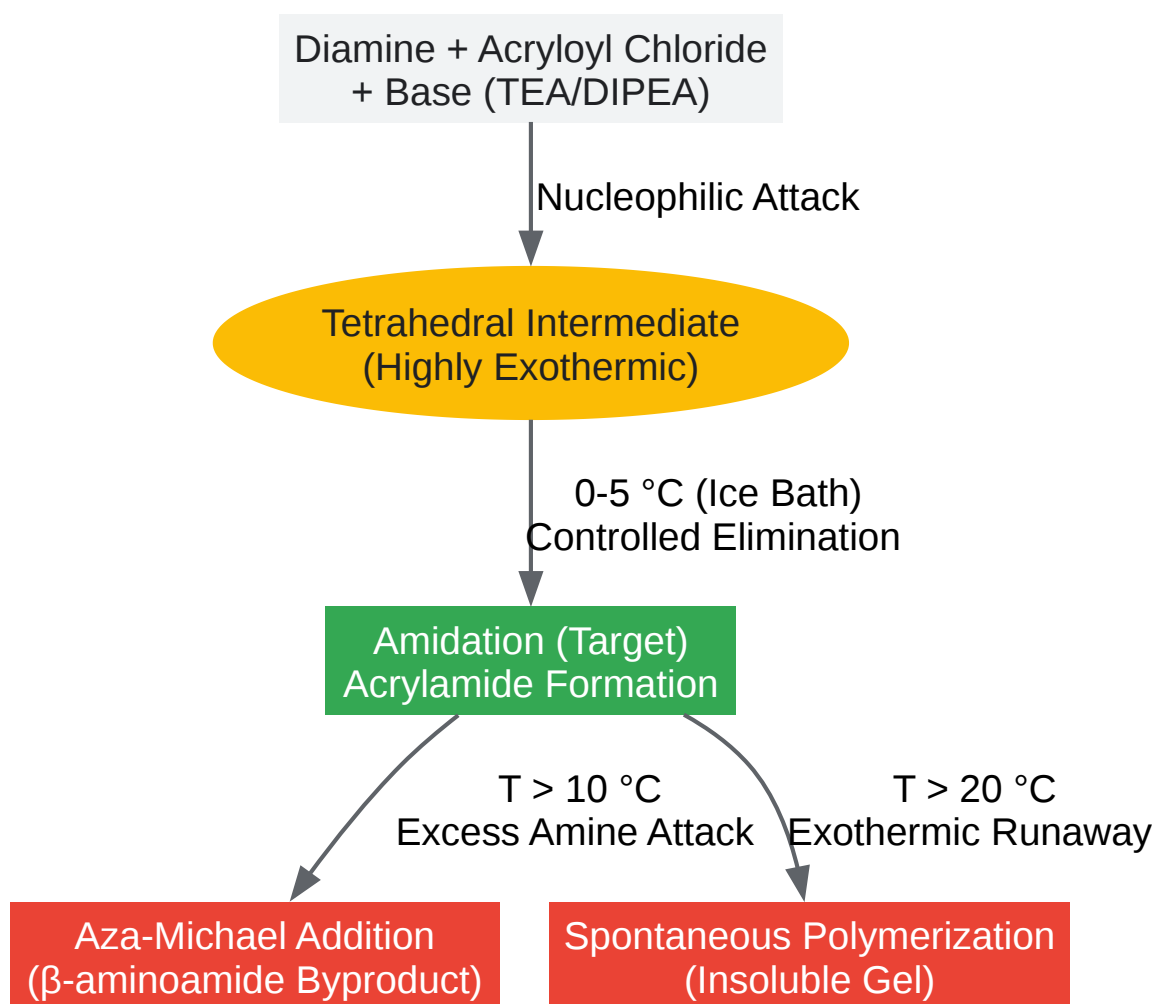 Diamine + Acryloyl Chloride
+ Base (TEA/DIPEA)
Nucleophilic Attack
Tetrahedral Intermediate
(Highly Exothermic)
0-5 °C (Ice Bath)
Controlled Elimination
Amidation (Target)
Acrylamide Formation
T > 10 °C
Excess Amine Attack
T > 20 °C
Exothermic Runaway
Aza-Michael Addition
(β-aminoamide Byproduct)
Spontaneous Polymerization
(Insoluble Gel)